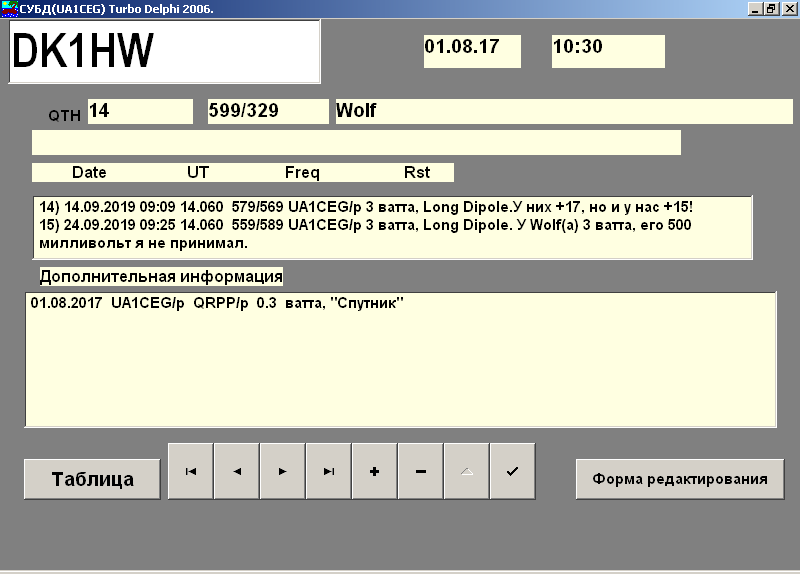 СУБД(UA1CEG) Turbo Delphi 2006.
DK1HW
01.08.17 10:30
QTH 14 599/329 Wolf
Date UT Freq Rst
14) 14.09.2019 09:09 14.060 579/569 UA1CEG/p 3 ватта, Long Dipole.У них +17, но и у нас +15!
15) 24.09.2019 09:25 14.060 559/589 UA1CEG/p 3 ватта, Long Dipole. У Wolf(a) 3 ватта, его 500
милливольт я не принимал.
Дополнительная информация
01.08.2017 UA1CEG/p QRPP/p 0.3 ватта, "Спутник"
Таблица
Форма редактирования